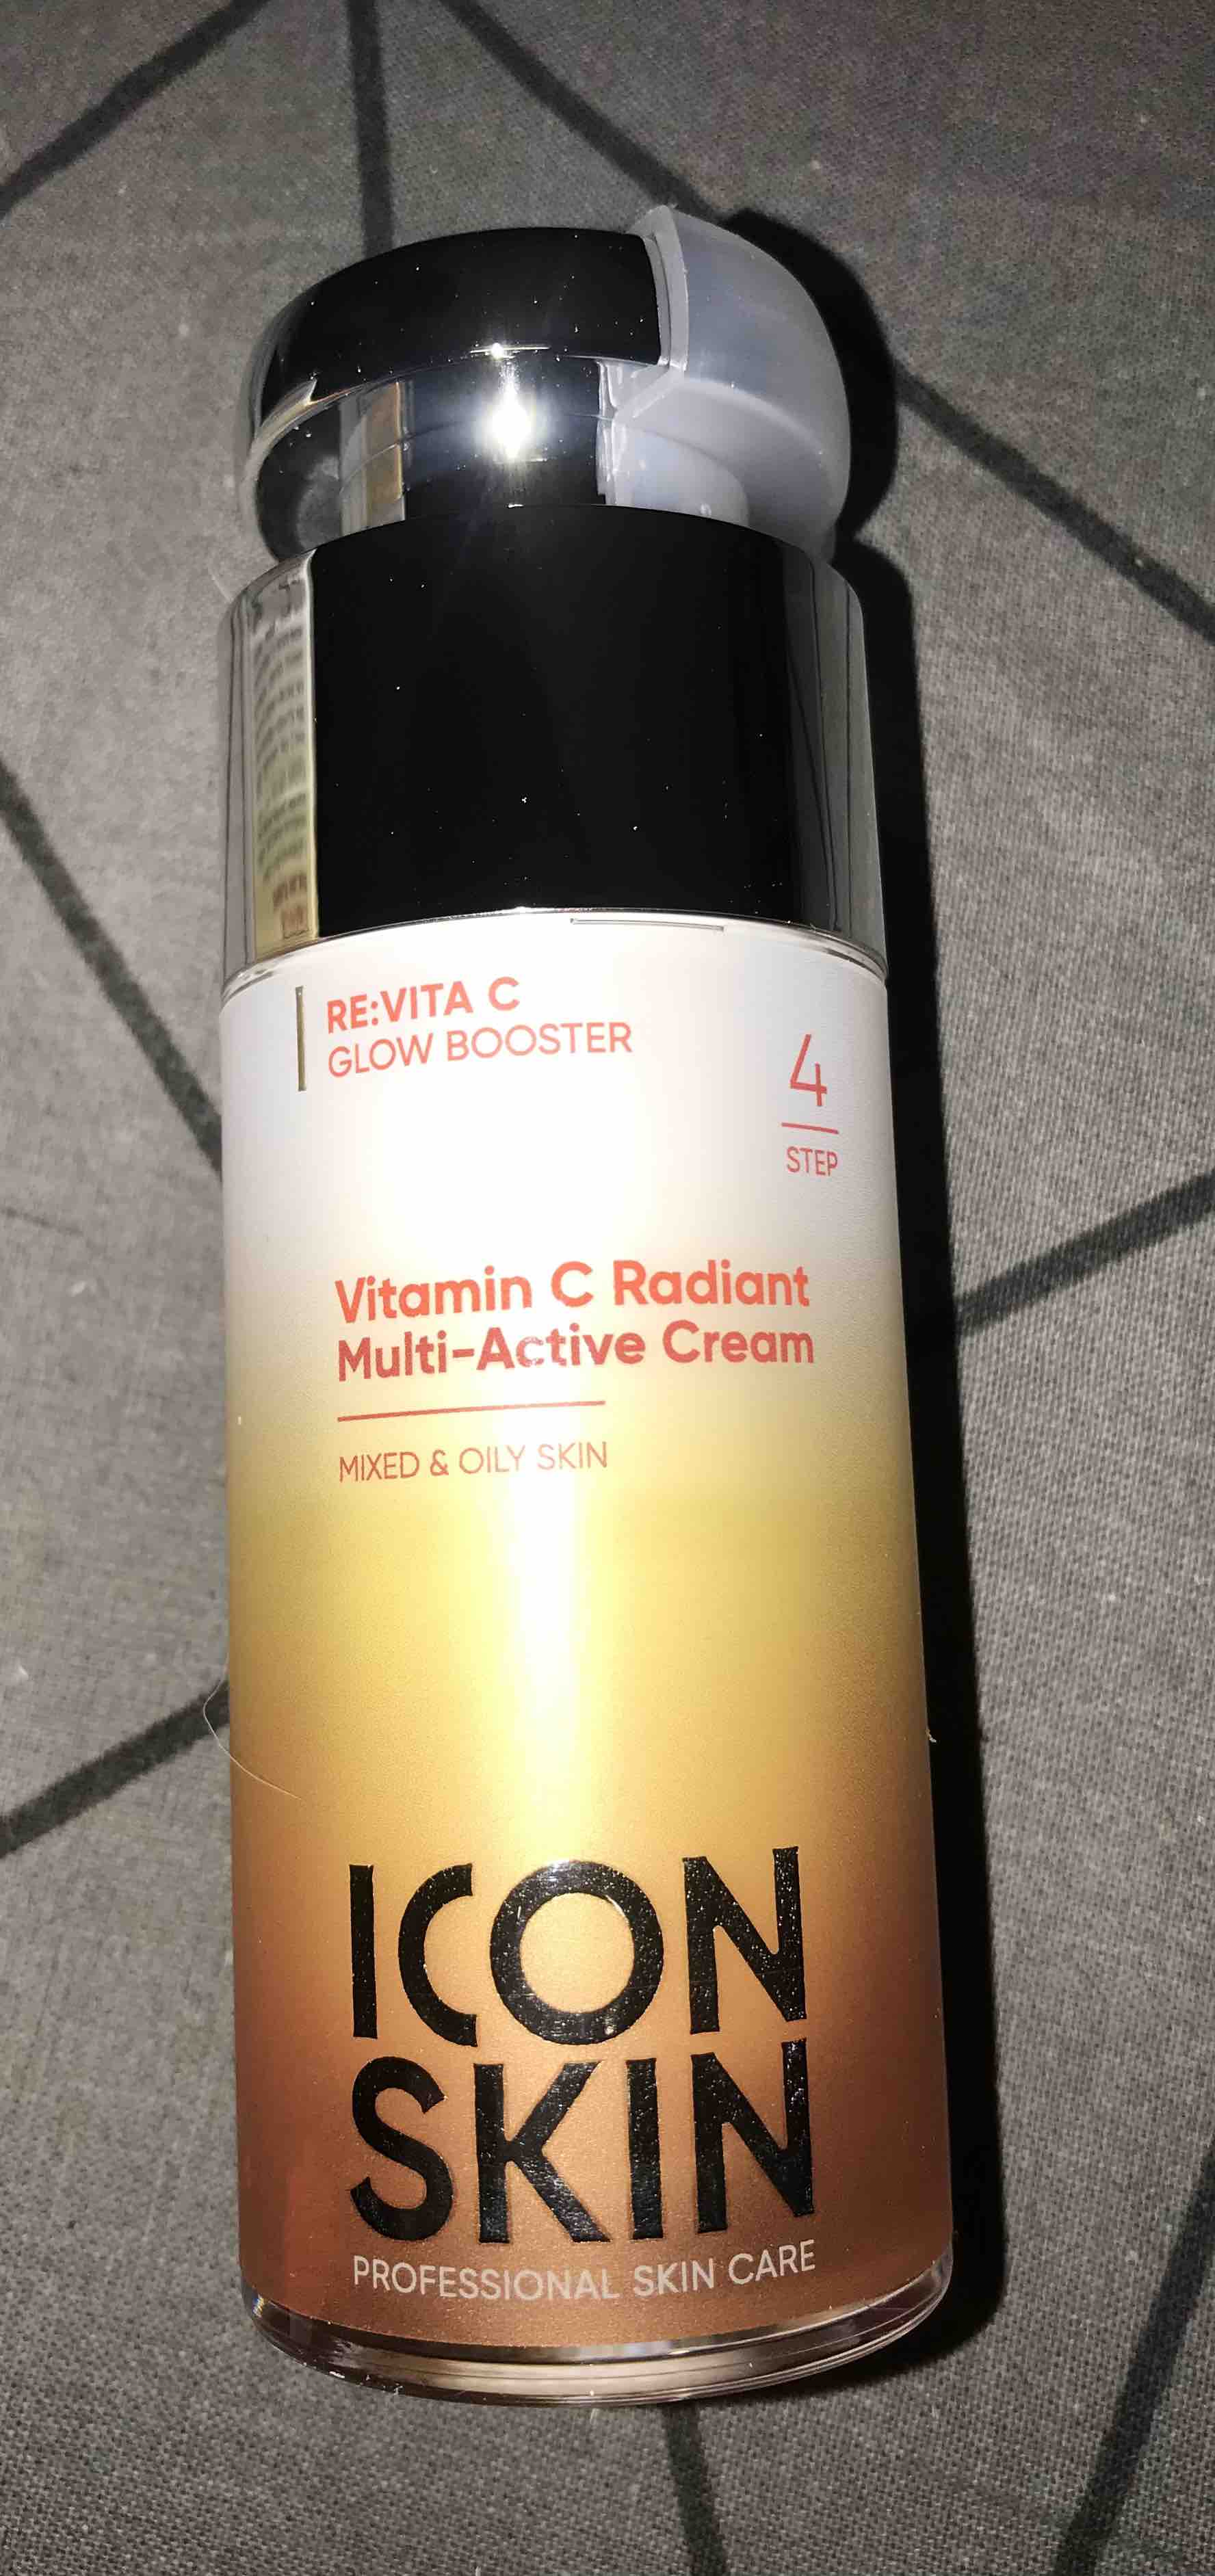 RE:VITA C
GLOW BOOSTER
4
STEP
Vitamin C Radiant
Multi-Active Cream
MIXED & OILY SKIN
ICON
SKIN
PROFESSIONAL SKIN CARE